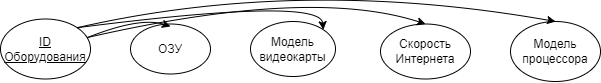 ID
Оборудования
ОЗУ
Модель
видеокарты
Скорость
Интернета
Модель
процессора